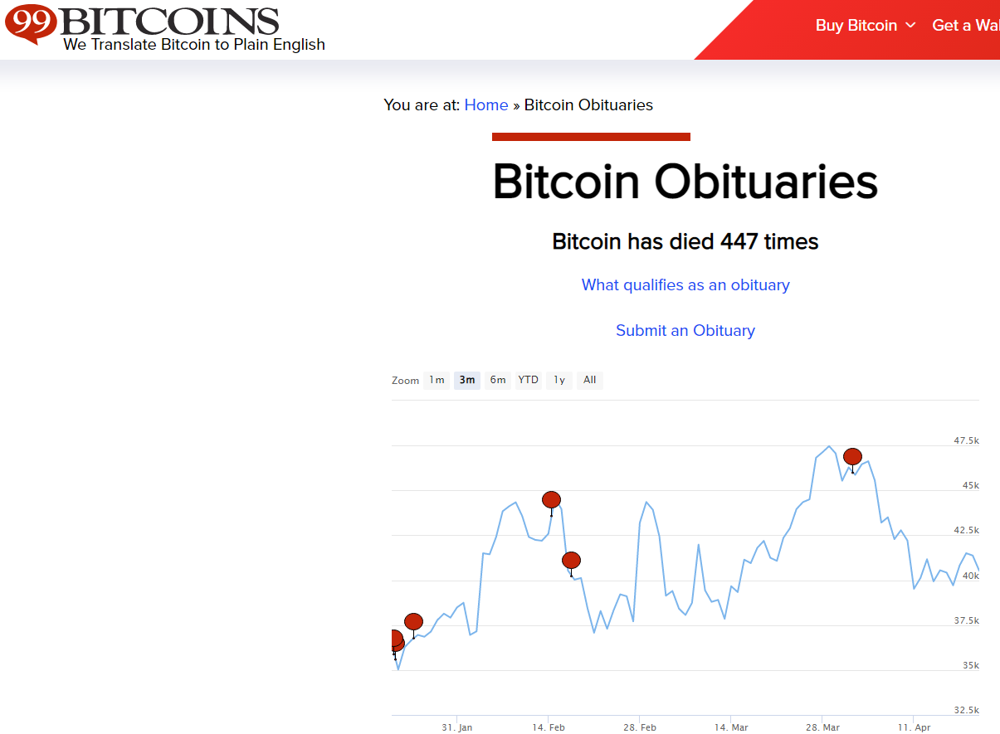 99 BITCOINS
We Translate Bitcoin to Plain English
Buy Bitcoin Get a Wal
You are at: Home » Bitcoin Obituaries
Bitcoin Obituaries
Bitcoin has died 447 times
What qualifies as an obituary
Submit an Obituary
Zoom 1m 3m 6m YTD 1y All
47.5k
45k
42.5k
40k
37.5k
35k
32.5k
31. Jan 14. Feb 28. Feb 14. Mar 28. Mar 11. Apr